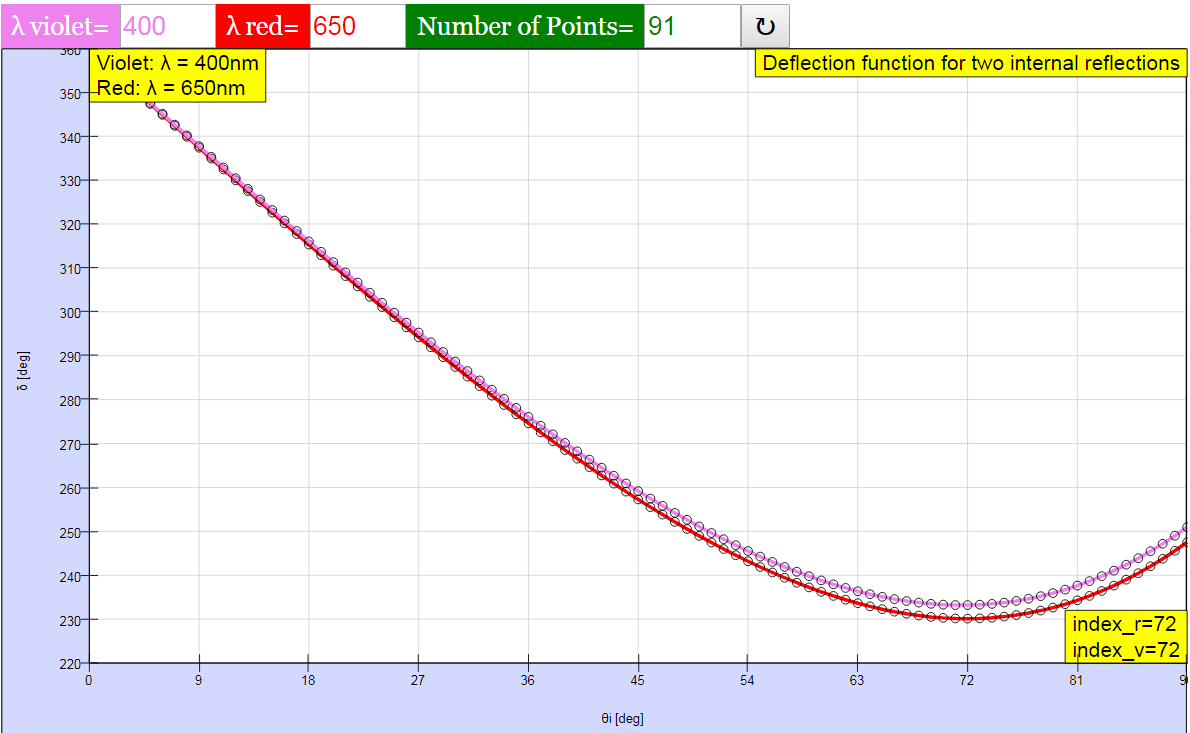 λ violet= 400 λ red= 650 Number of Points= 91 ↻
Violet: λ = 400nm
Red: λ = 650nm
Deflection function for two internal reflections
360
350
340
330
320
310
300
290
280
270
260
250
240
230
220
δ [deg]
index_r=72
index_v=72
0 9 18 27 36 45 54 63 72 81
θi [deg]